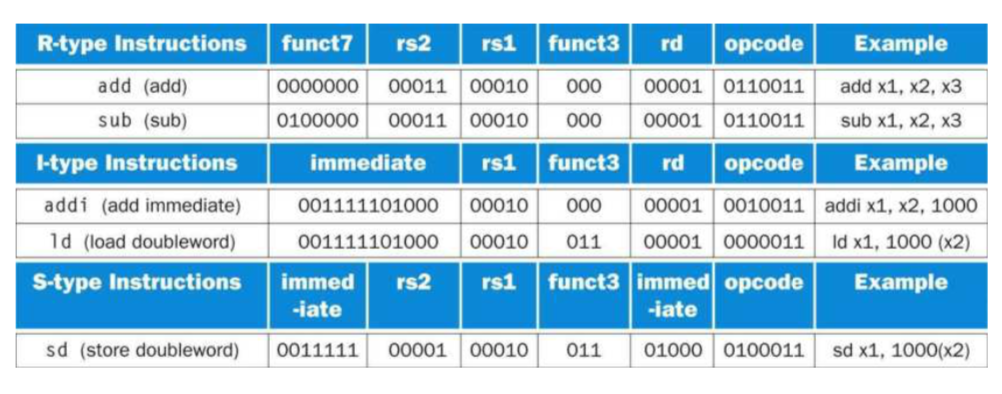 R-type Instructions funct7 rs2 rs1 funct3 rd opcode Example
add (add) 0000000 00011 00010 000 00001 0110011 add x1, x2, x3
sub (sub) 0100000 00011 00010 000 00001 0110011 sub x1, x2, x3
I-type Instructions immediate rs1 funct3 rd opcode Example
addi (add immediate) 001111101000 00010 000 00001 0010011 addi x1, x2, 1000
ld (load doubleword) 001111101000 00010 011 00001 0000011 ld x1, 1000 (x2)
S-type Instructions immed rs2 rs1 funct3 immed opcode Example
-iate -iate
sd (store doubleword) 0011111 00001 00010 011 01000 0100011 sd x1, 1000(x2)